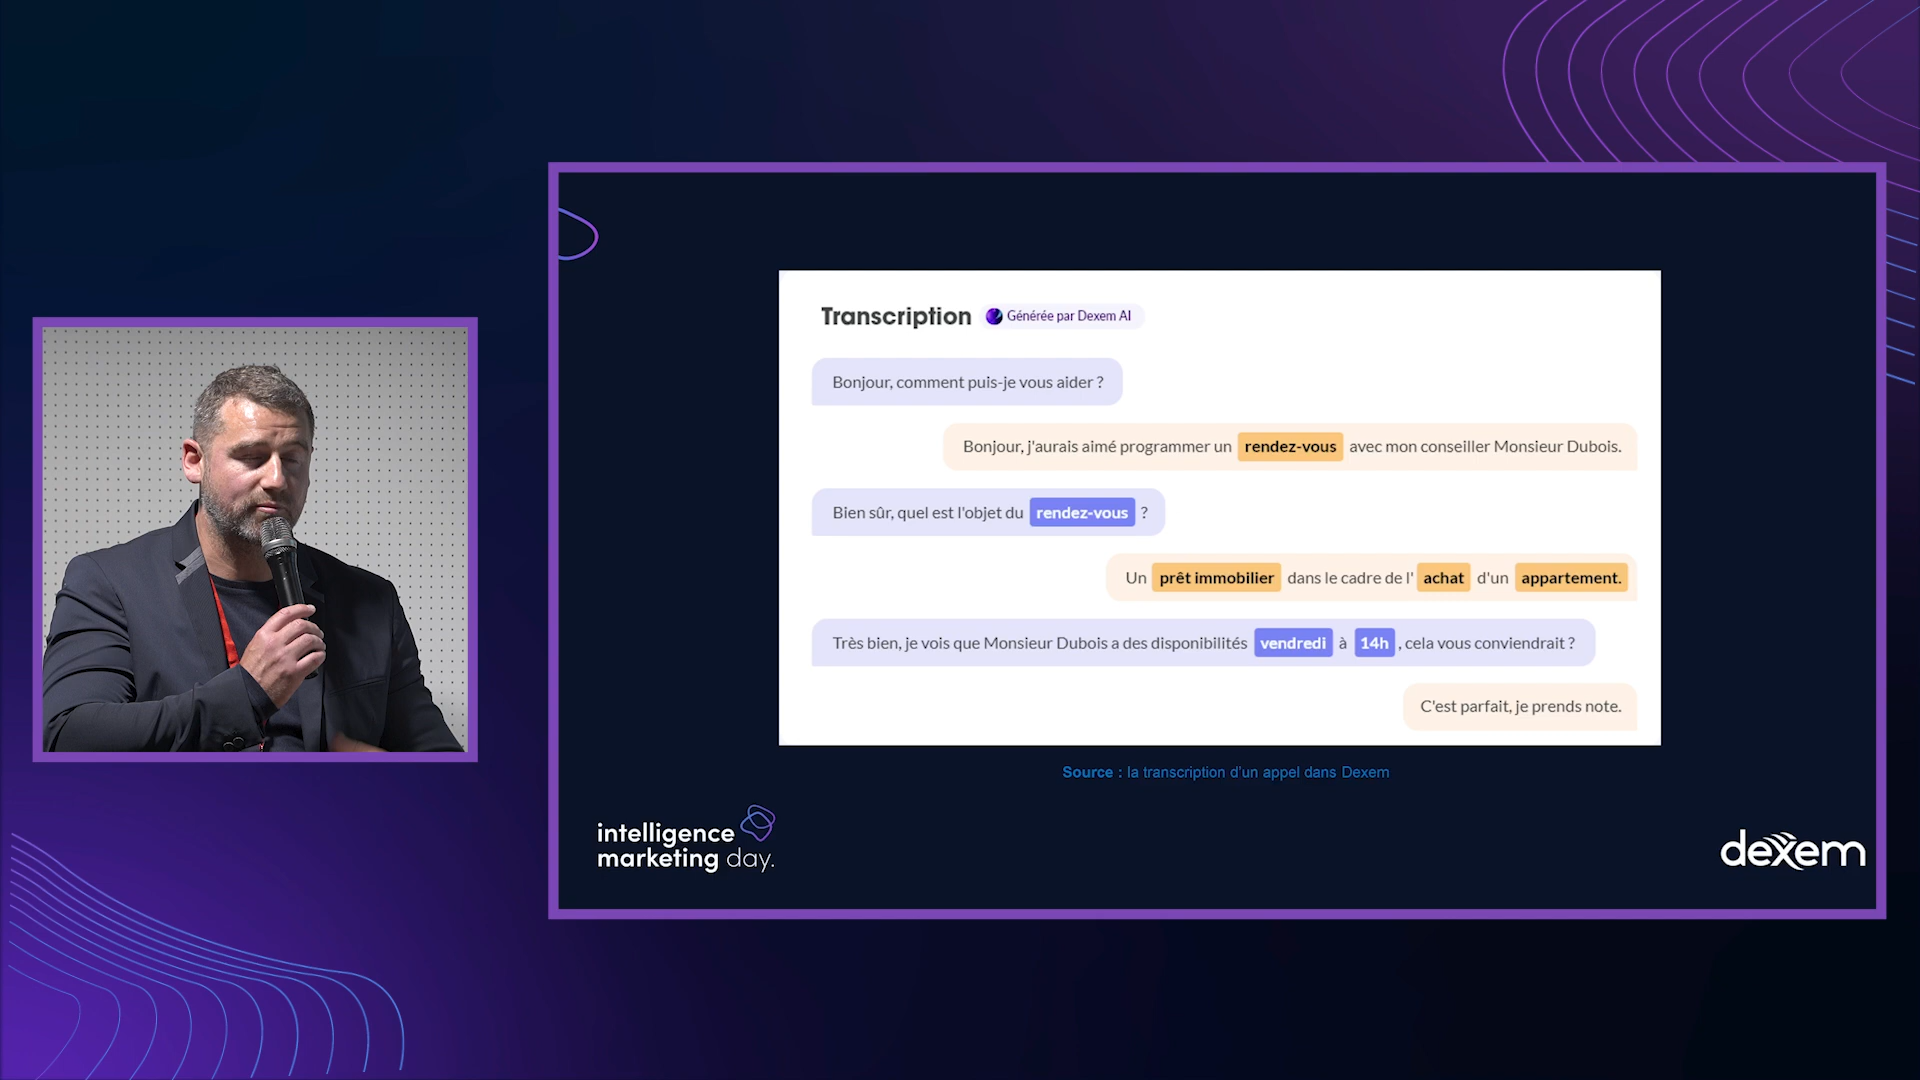 Transcription
Générée par Dexem AI
Bonjour, comment puis-je vous aider ?
Bonjour, j'aurais aimé programmer un rendez-vous avec mon conseiller Monsieur Dubois.
Bien sûr, quel est l'objet du rendez-vous ?
Un prêt immobilier dans le cadre de l' achat d'un appartement.
Très bien, je vois que Monsieur Dubois a des disponibilités vendredi à 14h , cela vous conviendrait ?
C'est parfait, je prends note.
Source : la transcription d'un appel dans Dexem
intelligence
marketing day.
dexem